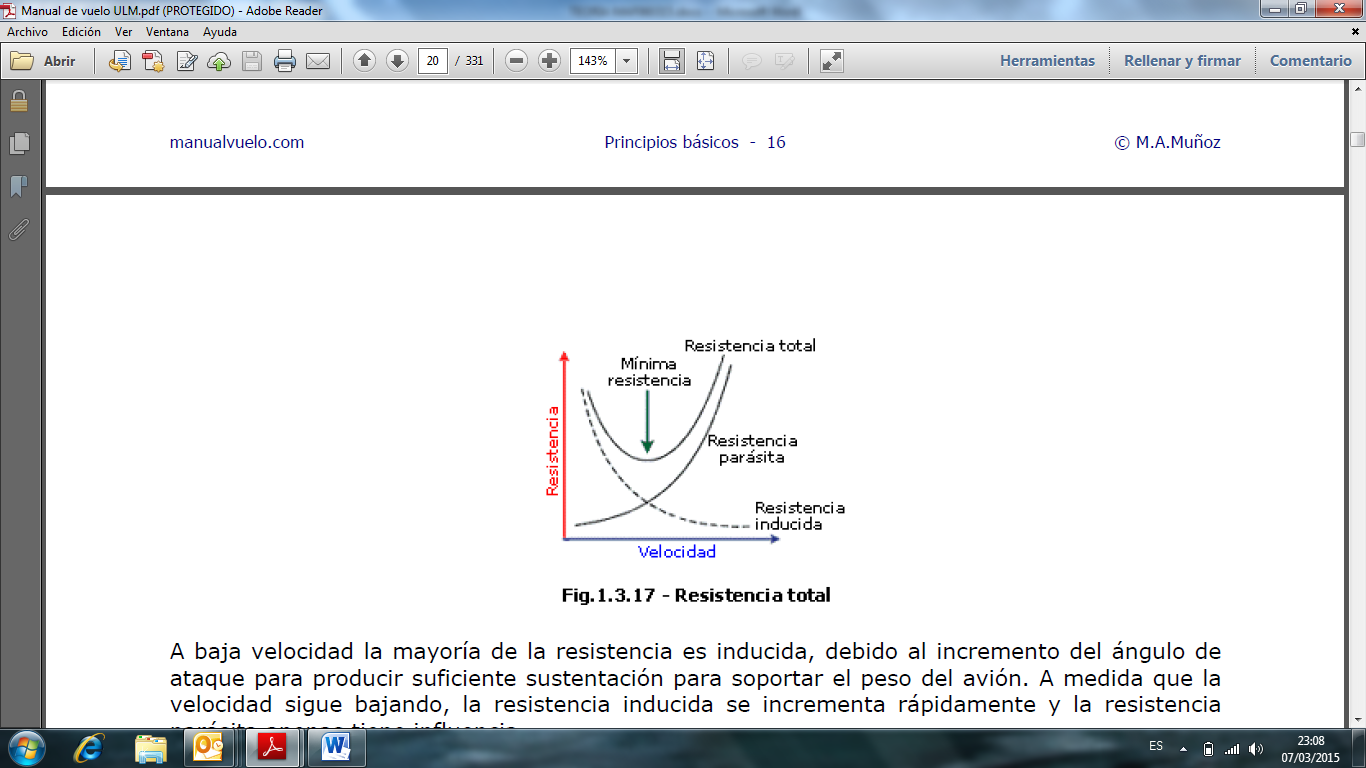 Manual de vuelo ULM.pdf (PROTEGIDO) - Adobe Reader
Archivo Edición Ver Ventana Ayuda
Abrir 20 / 331 143% Herramientas Rellenar y firmar Comentario
manualvuelo.com Principios básicos - 16 © M.A.Muñoz
Resistencia total
Mínima
resistencia
Resistencia
Resistencia
parásita
Resistencia
inducida
Velocidad
Fig.1.3.17 - Resistencia total
A baja velocidad la mayoría de la resistencia es inducida, debido al incremento del ángulo de
ataque para producir suficiente sustentación para soportar el peso del avión. A medida que la
velocidad sigue bajando, la resistencia inducida se incrementa rápidamente y la resistencia
parásita apenas tiene influencia
ES 23:08
07/03/2015